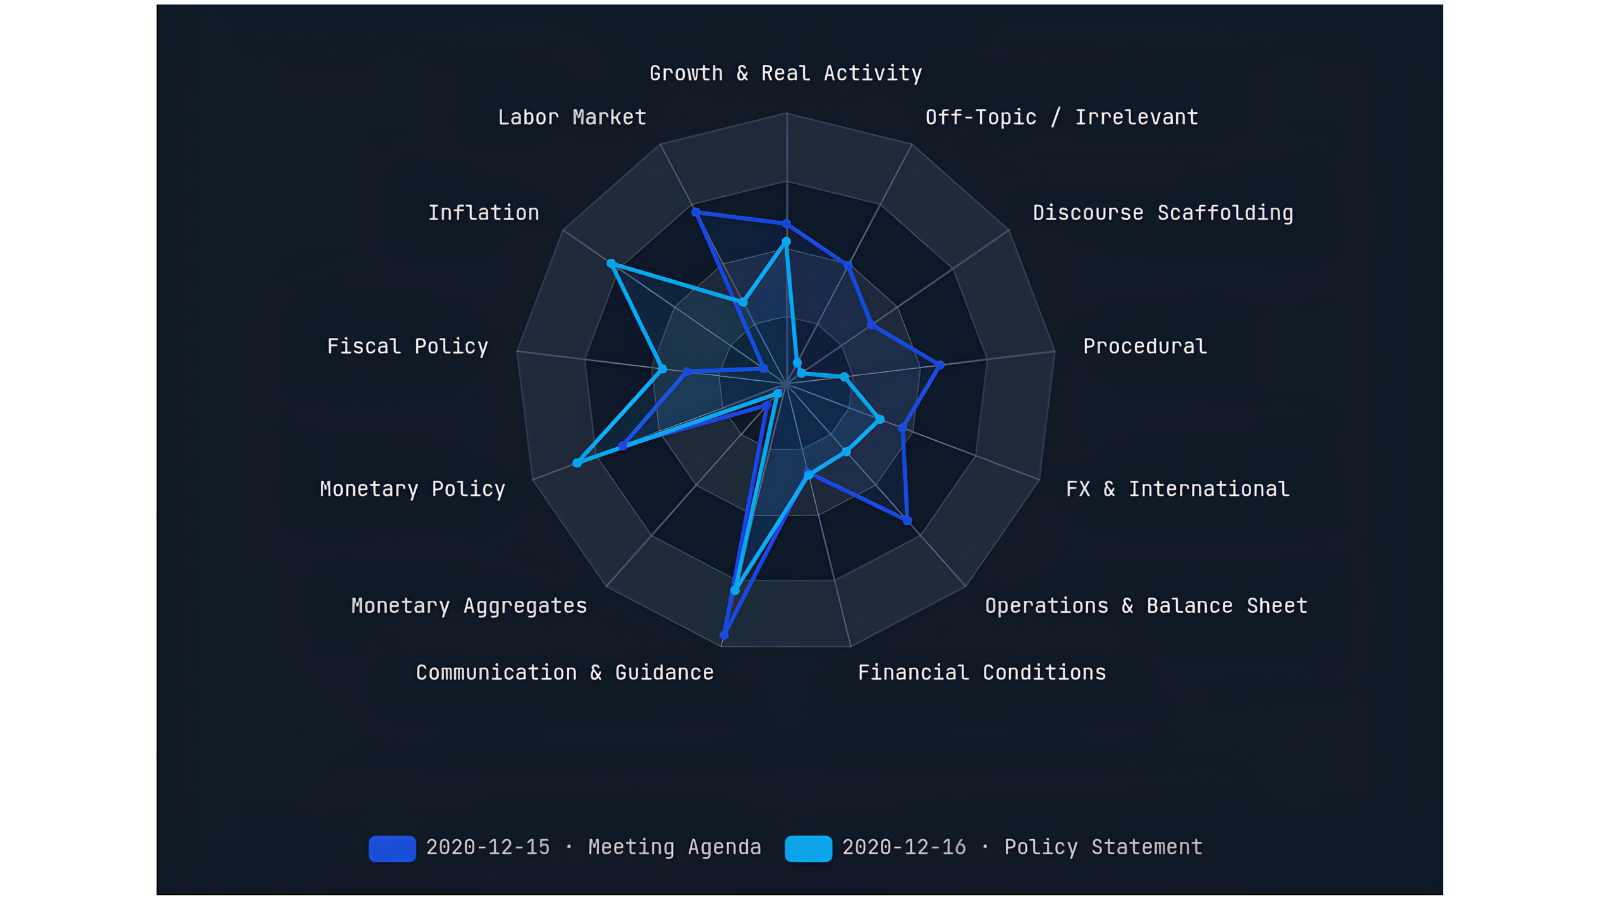 Growth & Real Activity
Labor Market
Off-Topic / Irrelevant
Inflation
Discourse Scaffolding
Fiscal Policy
Procedural
Monetary Policy
FX & International
Monetary Aggregates
Operations & Balance Sheet
Communication & Guidance
Financial Conditions
2020-12-15 · Meeting Agenda
2020-12-16 · Policy Statement